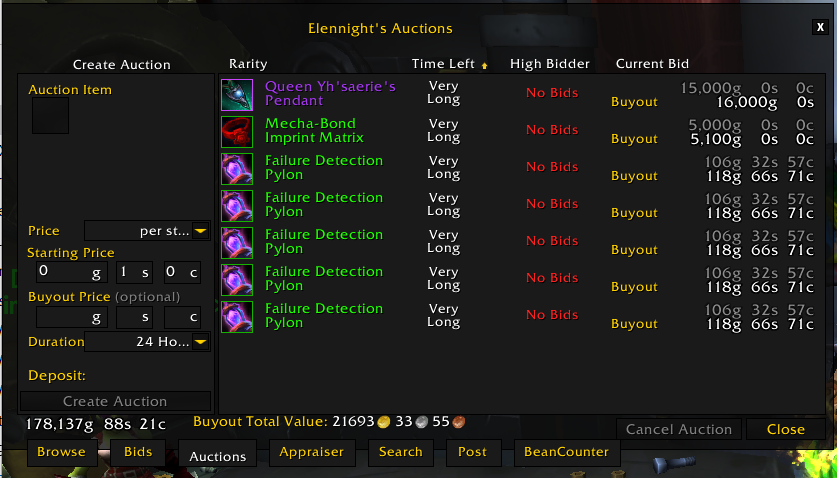 Elennight's Auctions
X
Create Auction
Rarity Time Left High Bidder Current Bid
Auction Item
Queen Yh'saerie's
Pendant
Very
Long
No Bids
15,000g 0s 0c
Buyout 16,000g 0s
Mecha-Bond
Imprint Matrix
Very
Long
No Bids
5,000g 0s 0c
Buyout 5,100g 0s 0c
Failure Detection
Pylon
Very
Long
No Bids
106g 32s 57c
Buyout 118g 66s 71c
Failure Detection
Pylon
Very
Long
No Bids
106g 32s 57c
Buyout 118g 66s 71c
Failure Detection
Pylon
Very
Long
No Bids
106g 32s 57c
Buyout 118g 66s 71c
Failure Detection
Pylon
Very
Long
No Bids
106g 32s 57c
Buyout 118g 66s 71c
Failure Detection
Pylon
Very
Long
No Bids
106g 32s 57c
Buyout 118g 66s 71c
Price per st...
Starting Price
0 g 1 s 0 c
Buyout Price (optional)
g s c
Duration 24 Ho...
Deposit:
Create Auction
178,137g 88s 21c
Buyout Total Value: 21693 33 55
Cancel Auction Close
Browse Bids Auctions Appraiser Search Post BeanCounter